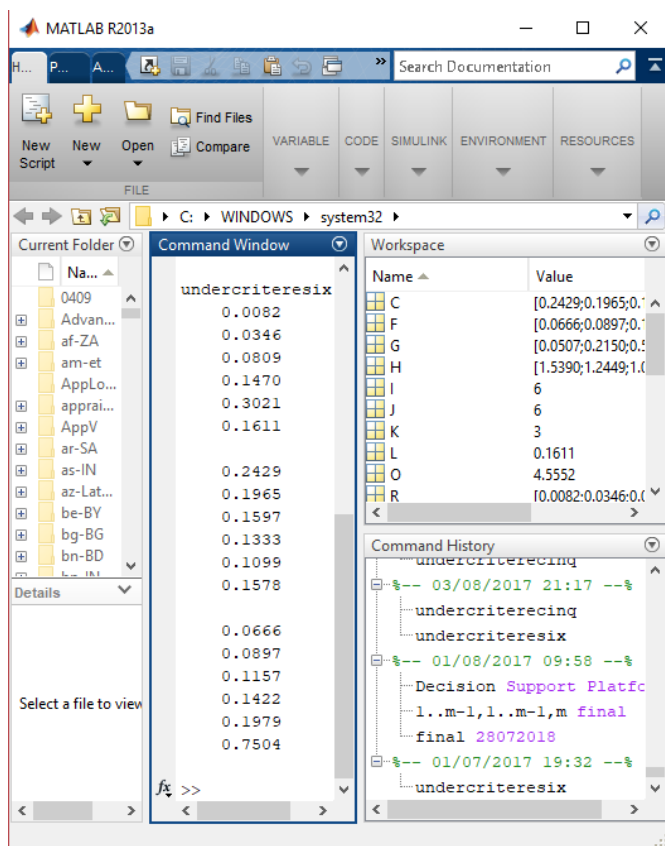 MATLAB R2013a
H... P... A... » Search Documentation
New Script
New
Open
Find Files
Compare
FILE
VARIABLE CODE SIMULINK ENVIRONMENT RESOURCES
C: WINDOWS system32
Current Folder
Na...
0409
Advan...
af-ZA
am-et
AppLo...
apprai...
AppV
ar-SA
as-IN
az-Lat...
be-BY
bg-BG
bn-BD
Details
Select a file to view
Command Window
undercriteresix
0.0082
0.0346
0.0809
0.1470
0.3021
0.1611
0.2429
0.1965
0.1597
0.1333
0.1099
0.1578
0.0666
0.0897
0.1157
0.1422
0.1979
0.7504
fx >>
Workspace
Name Value
C [0.2429;0.1965;0.
F [0.0666;0.0897;0.
G [0.0507;0.2150;0.
H [1.5390;1.2449;1.
I 6
J 6
K 3
L 0.1611
O 4.5552
R [0.0082;0.0346;0.
Command History
undercriterecinq
%-- 03/08/2017 21:17 --%
undercriterecinq
undercriteresix
%-- 01/08/2017 09:58 --%
Decision Support Platfo
1..m-1,1..m-1,m final
final 28072018
%-- 01/07/2017 19:32 --%
undercriteresix